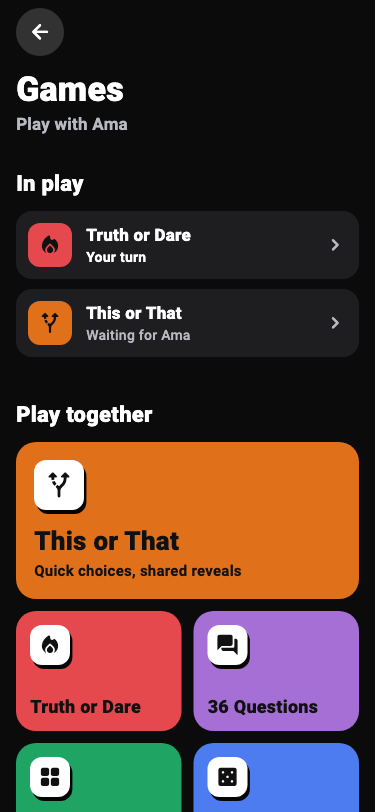 Games
Play with Ama
In play
Truth or Dare
Your turn
This or That
Waiting for Ama
Play together
This or That
Quick choices, shared reveals
Truth or Dare
36 Questions